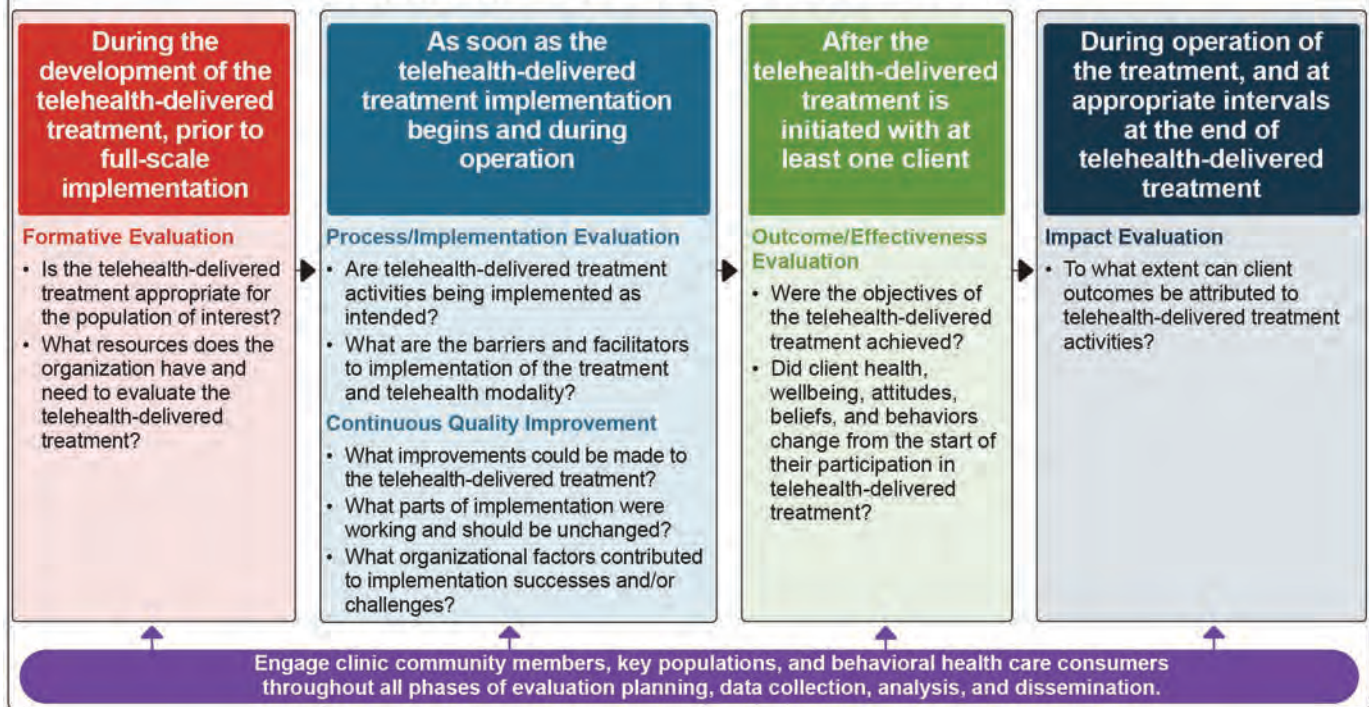 During the
development of the
telehealth-delivered
treatment, prior to
full-scale
implementation
Formative Evaluation
• Is the telehealth-delivered
treatment appropriate for
the population of interest?
• What resources does the
organization have and
need to evaluate the
telehealth-delivered
treatment?
As soon as the
telehealth-delivered
treatment implementation
begins and during
operation
Process/Implementation Evaluation
• Are telehealth-delivered treatment
activities being implemented as
intended?
• What are the barriers and facilitators
to implementation of the treatment
and telehealth modality?
Continuous Quality Improvement
• What improvements could be made to
the telehealth-delivered treatment?
• What parts of implementation were
working and should be unchanged?
• What organizational factors contributed
to implementation successes and/or
challenges?
After the
telehealth-delivered
treatment is
initiated with at
least one client
Outcome/Effectiveness
Evaluation
• Were the objectives of
the telehealth-delivered
treatment achieved?
• Did client health,
wellbeing, attitudes,
beliefs, and behaviors
change from the start of
their participation in
telehealth-delivered
treatment?
During operation of
the treatment, and at
appropriate intervals
at the end of
telehealth-delivered
treatment
Impact Evaluation
• To what extent can client
outcomes be attributed to
telehealth-delivered treatment
activities?
Engage clinic community members, key populations, and behavioral health care consumers
throughout all phases of evaluation planning, data collection, analysis, and dissemination.